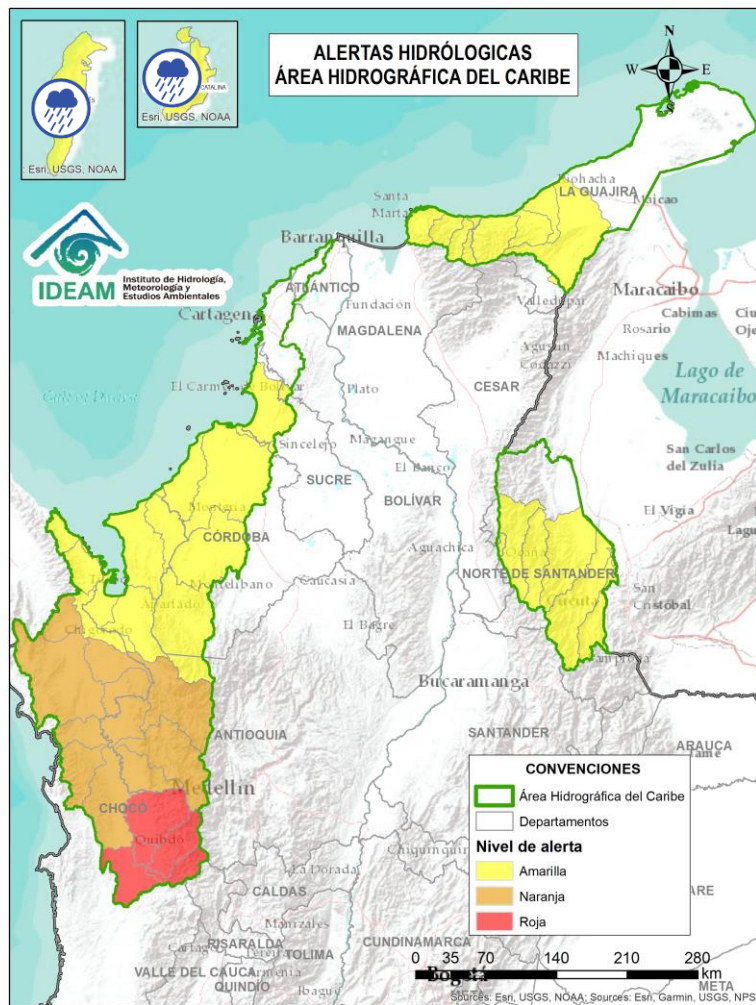 ALERTAS HIDRÓLOGICAS
ÁREA HIDROGRÁFICA DEL CARIBE
N
W
E
S
CATALINA
Esri, USGS, NOAA
Esri, USGS, NOAA
IDEAM
Instituto de Hidrología,
Meteorología y
Estudios Ambientales
LA GUAJIRA
Maicao
Santa
Marta
Barranquilla
ATLÁNTICO
Cartagena
Fundación
MAGDALENA
Valledupar
Maracaibo
Cabimas
Rosario
Machiques
Agustín
Codazzi
CESAR
Lago de
Maracaibo
El Carmen de Bolívar
Plato
Sincelejo
Magangué
El Banco
SUCRE
BOLÍVAR
San Carlos
del Zulia
El Vigía
Montería
CÓRDOBA
Aguachica
Ocaña
NORTE DE SANTANDER
Cúcuta
San
Cristóbal
Montelíbano
Caucasia
Apartadó
El Bagre
Chigorodó
Pamplona
Bucaramanga
ANTIOQUIA
SANTANDER
ARAUCA
Medellín
CHOCÓ
Quibdó
La Dorada
CALDAS
Manizales
RISARALDA
TOLIMA
CUNDINAMARCA
VALLE DEL CAUCA
Armenia
QUINDÍO
Ibagué
Bogotá
META
CONVENCIONES
Área Hidrográfica del Caribe
Departamentos
Nivel de alerta
Amarilla
Naranja
Roja
0 35 70 140 210 280
km
Sources: Esri, USGS, NOAA; Sources: Esri, Garmin, USGS, NPS